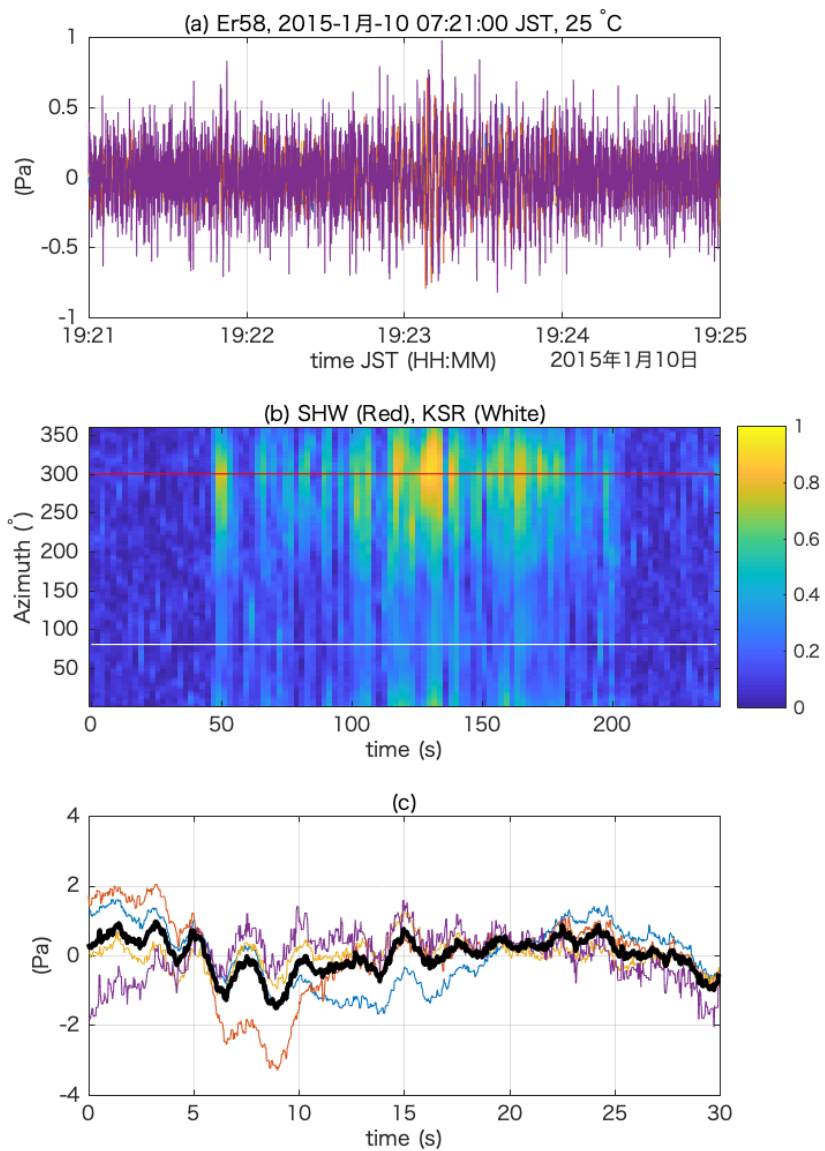 (a) Er58, 2015-1月-10 07:21:00 JST, 25 °C
1
0.5
0
-0.5
-1
(Pa)
19:21 19:22 19:23 19:24 19:25
time JST (HH:MM) 2015年1月10日
(b) SHW (Red), KSR (White)
350
300
250
200
150
100
50
Azimuth (°)
0 50 100 150 200
time (s)
1
0.8
0.6
0.4
0.2
0
(c)
4
2
0
-2
-4
(Pa)
0 5 10 15 20 25 30
time (s)